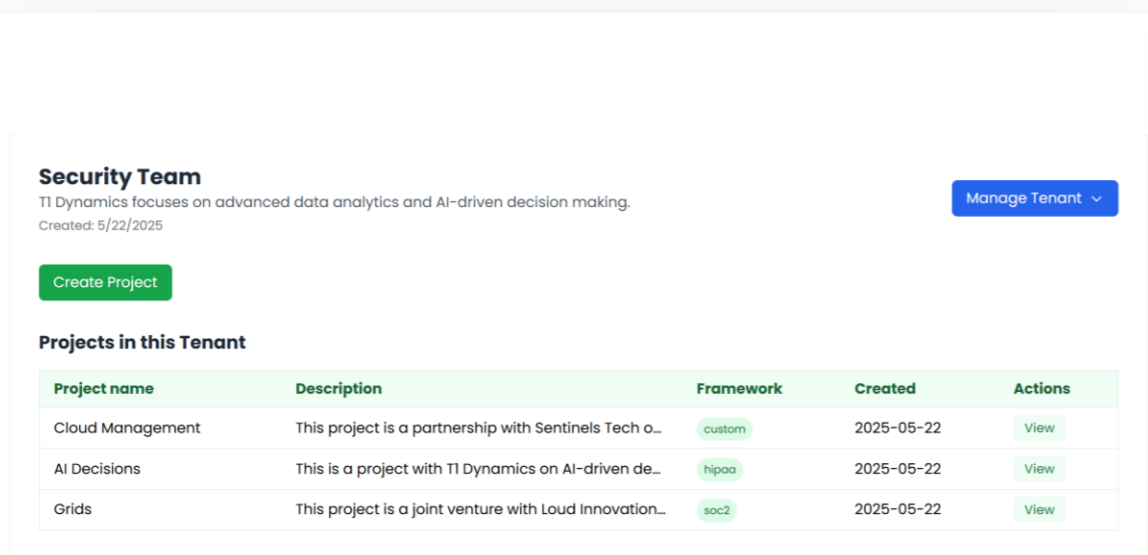 Security Team
T1 Dynamics focuses on advanced data analytics and AI-driven decision making.
Created: 5/22/2025
Manage Tenant
Create Project
Projects in this Tenant
Project name Description Framework Created Actions
Cloud Management This project is a partnership with Sentinels Tech o... custom 2025-05-22 View
AI Decisions This is a project with T1 Dynamics on AI-driven de... hipaa 2025-05-22 View
Grids This project is a joint venture with Loud Innovation... soc2 2025-05-22 View